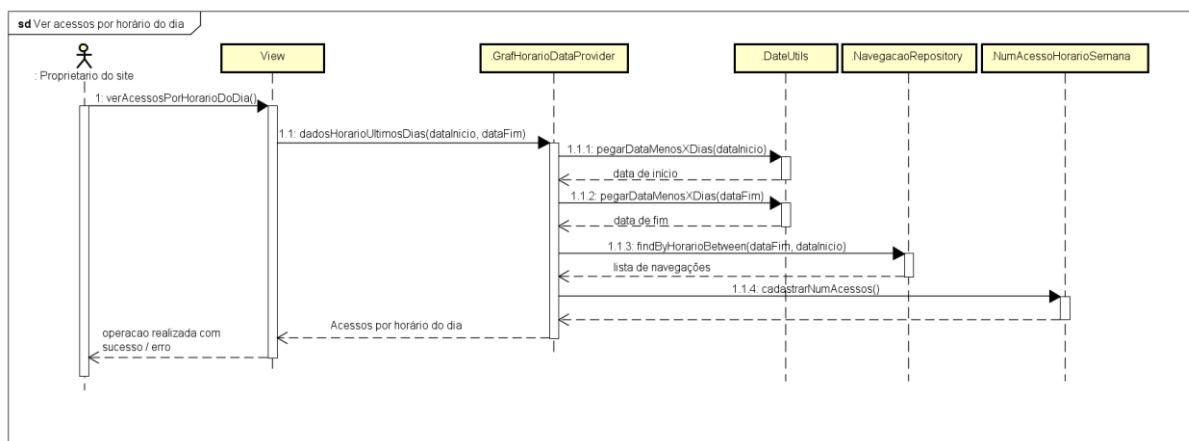 sd Ver acessos por horário do dia
: Proprietario do site
View
.GrafHorarioDataProvider
.DateUtils
.NavegacaoRepository
.NumAcessoHorarioSemana
1: verAcessosPorHorarioDoDia()
1.1: dadosHorarioUltimosDias(dataInicio, dataFim)
1.1.1: pegarDataMenosXDias(dataInicio)
data de início
1.1.2: pegarDataMenosXDias(dataFim)
data de fim
1.1.3: findByHorarioBetween(dataFim, dataInicio)
lista de navegações
1.1.4: cadastrarNumAcessos()
Acessos por horário do dia
operacao realizada com
sucesso / erro